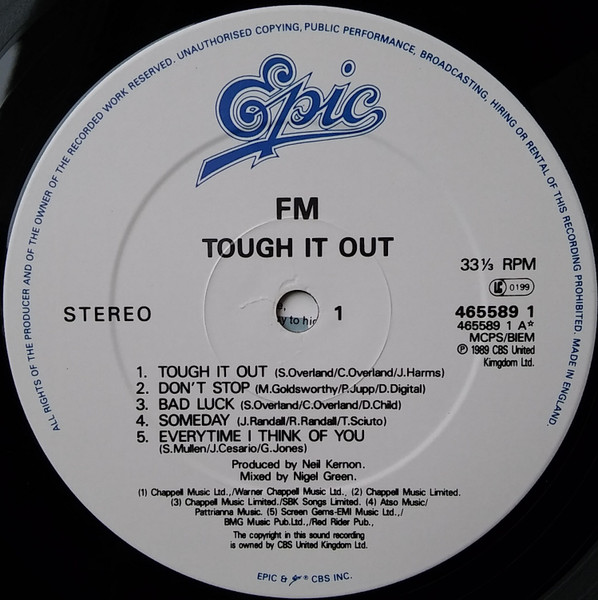 ALL RIGHTS OF THE PRODUCER AND OF THE OWNER OF THE RECORDED WORK RESERVED. UNAUTHORISED COPYING, PUBLIC PERFORMANCE, BROADCASTING, HIRING OR RENTAL OF THIS RECORDING PROHIBITED. MADE IN ENGLAND.
Epic
FM
TOUGH IT OUT
33⅓ RPM
LC 0199
STEREO
1
465589 1
465589 1 A☆
MCPS/BIEM
℗ 1989 CBS United
Kimgdom Ltd.
1. TOUGH IT OUT (S.Overland/C.Overland/J.Harms)
2. DON'T STOP (M.Goldsworthy/P.Jupp/D.Digital)
3. BAD LUCK (S.Overland/C.Overland/D.Child)
4. SOMEDAY (J.Randall/R.Randall/T.Sciuto)
5. EVERYTIME I THINK OF YOU
(S.Mullen/J.Cesario/G.Jones)
Produced by Neil Kernon.
Mixed by Nigel Green.
(1) Chappell Music Ltd.,/Warner Chappell Music Ltd., (2) Chappell Music Limited.
(3) Chappell Music Limited./SBK Songs Limited. (4) Atso Music/
Pattrianna Music. (5) Screen Gems-EMI Music Ltd.,/
BMG Music Pub.Ltd.,/Red Rider Pub.,
The copyright in this sound recording
is owned by CBS United Kingdom Ltd.
EPIC & ® CBS INC.